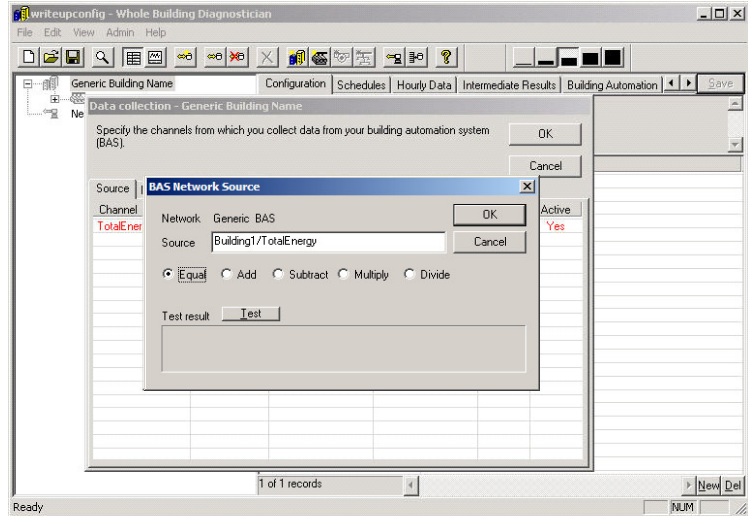 writeupconfig - Whole Building Diagnostician
File Edit View Admin Help
Generic Building Name
Configuration Schedules Hourly Data Intermediate Results Building Automation Save
Ne
Data collection - Generic Building Name
Specify the channels from which you collect data from your building automation system
(BAS).
OK
Cancel
Source
Channel Active
TotalEner Yes
BAS Network Source
Network Generic BAS
OK
Source Building1/TotalEnergy
Cancel
Equal Add Subtract Multiply Divide
Test result Test
1 of 1 records
New Del
Ready NUM